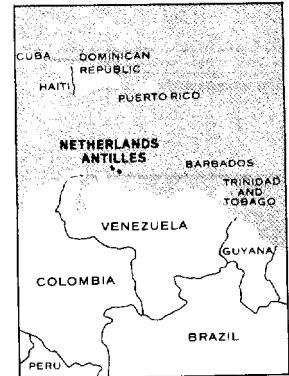 CUBA
DOMINICAN
REPUBLIC
HAITI
PUERTO RICO
NETHERLANDS
ANTILLES
BARBADOS
TRINIDAD
AND
TOBAGO
VENEZUELA
GUYANA
COLOMBIA
BRAZIL
PERU